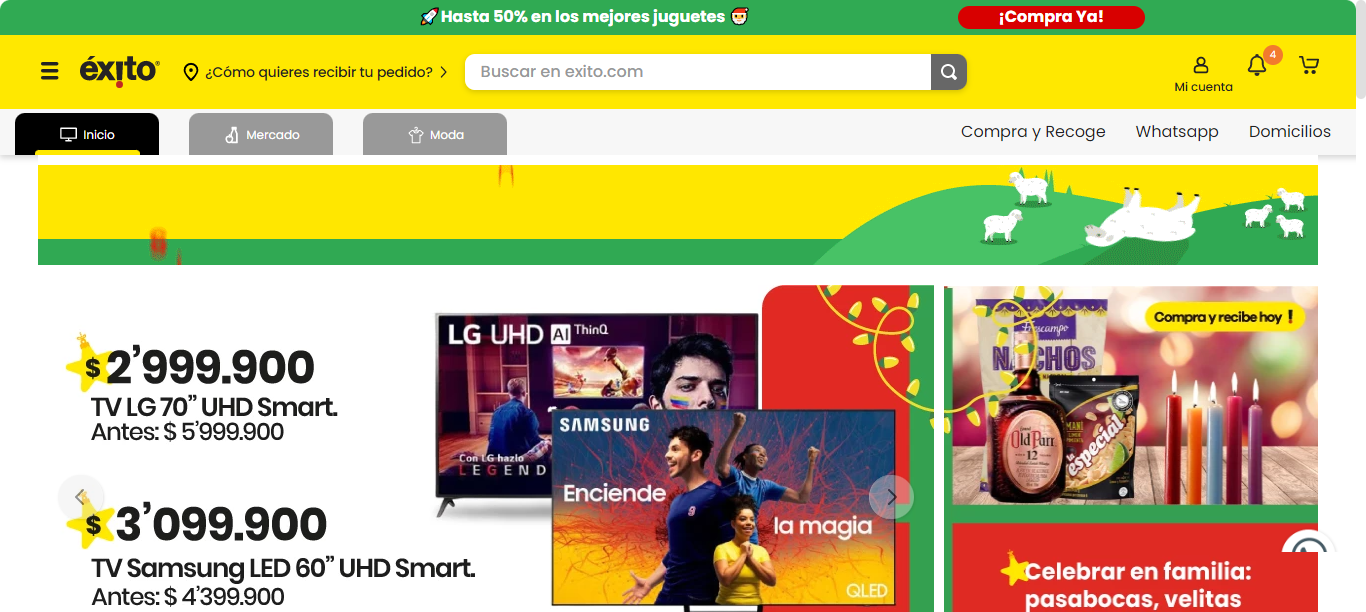 Hasta 50% en los mejores juguetes
¡Compra Ya!
éxito
¿Cómo quieres recibir tu pedido?
Buscar en exito.com
4
Mi cuenta
Inicio
Mercado
Moda
Compra y Recoge
Whatsapp
Domicilios
$ 2’999.900
TV LG 70” UHD Smart.
Antes: $ 5’999.900
$ 3’099.900
TV Samsung LED 60” UHD Smart.
Antes: $ 4’399.900
LG UHD AI ThinQ
Con LG hazlo
LEGEND
SAMSUNG
Enciende
la magia
QLED
Compra y recibe hoy !
Frescampo
NACHOS
Grand
Old Parr
12
MANI
la especial
Celebrar en familia:
pasabocas, velitas